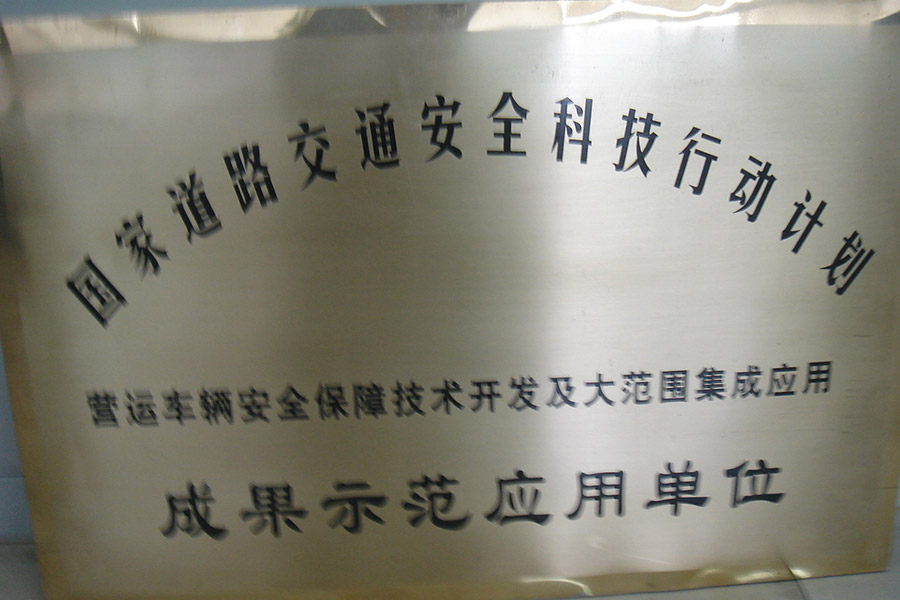 国家道路交通安全科技行动计划
营运车辆安全保障技术开发及大范围集成应用
成果示范应用单位